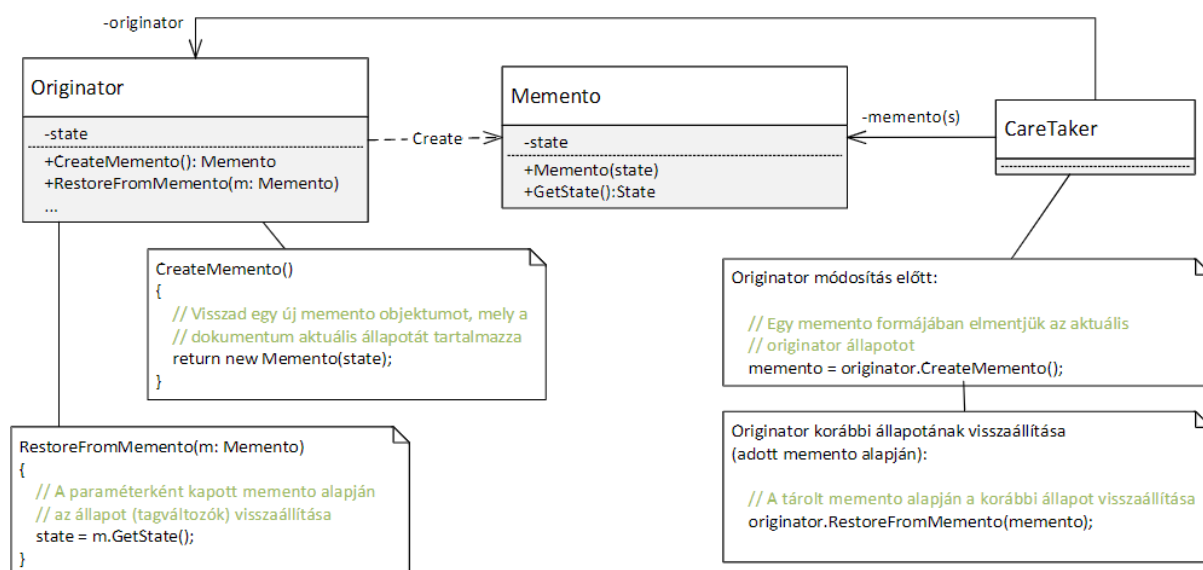 -originator
Originator
-state
+CreateMemento(): Memento
+RestoreFromMemento(m: Memento)
...
Create
Memento
-state
+Memento(state)
+GetState():State
-memento(s)
CareTaker
CreateMemento()
{
// Visszad egy új memento objektumot, mely a
// dokumentum aktuális állapotát tartalmazza
return new Memento(state);
}
RestoreFromMemento(m: Memento)
{
// A paraméterként kapott memento alapján
// az állapot (tagváltozók) visszaállítása
state = m.GetState();
}
Originator módosítás előtt:
// Egy memento formájában elmentjük az aktuális
// originator állapotot
memento = originator.CreateMemento();
Originator korábbi állapotának visszaállítása
(adott memento alapján):
// A tárolt memento alapján a korábbi állapot visszaállítása
originator.RestoreFromMemento(memento);